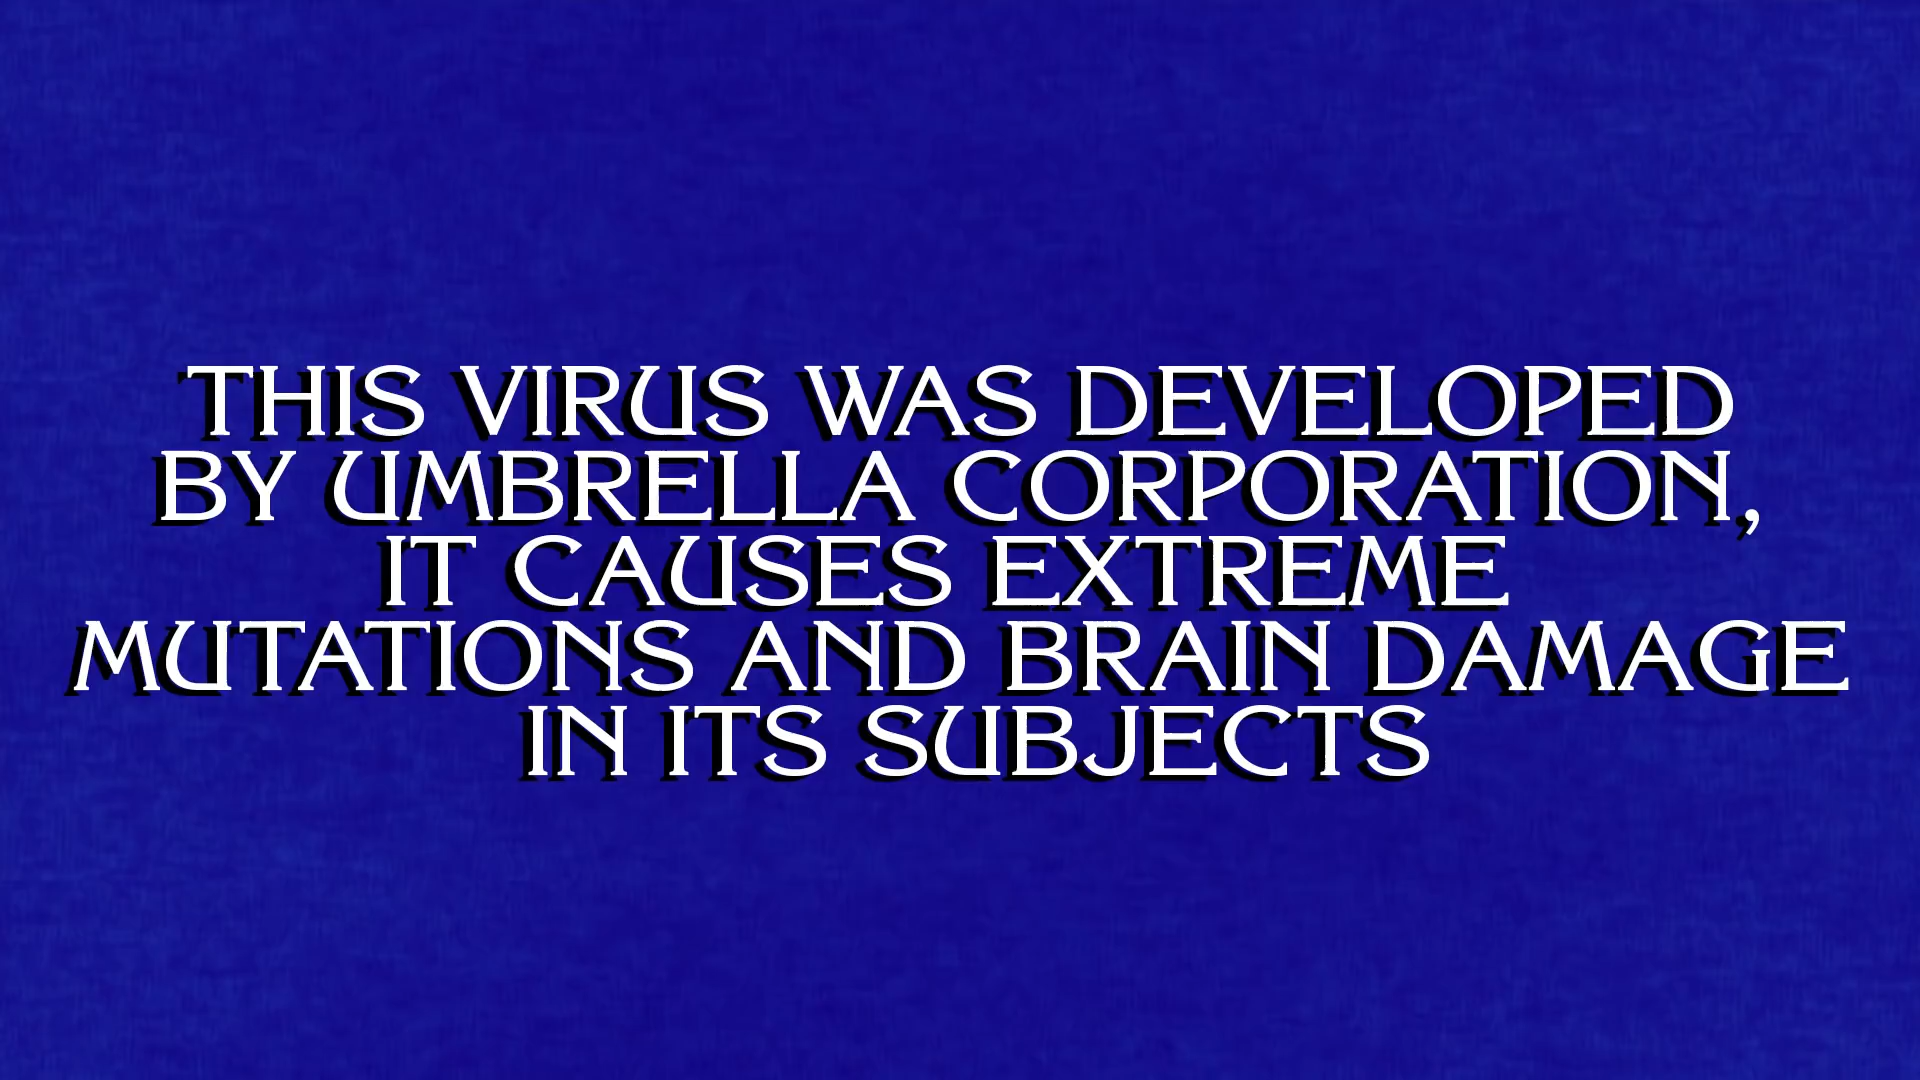 THIS VIRUS WAS DEVELOPED
BY UMBRELLA CORPORATION,
IT CAUSES EXTREME
MUTATIONS AND BRAIN DAMAGE
IN ITS SUBJECTS